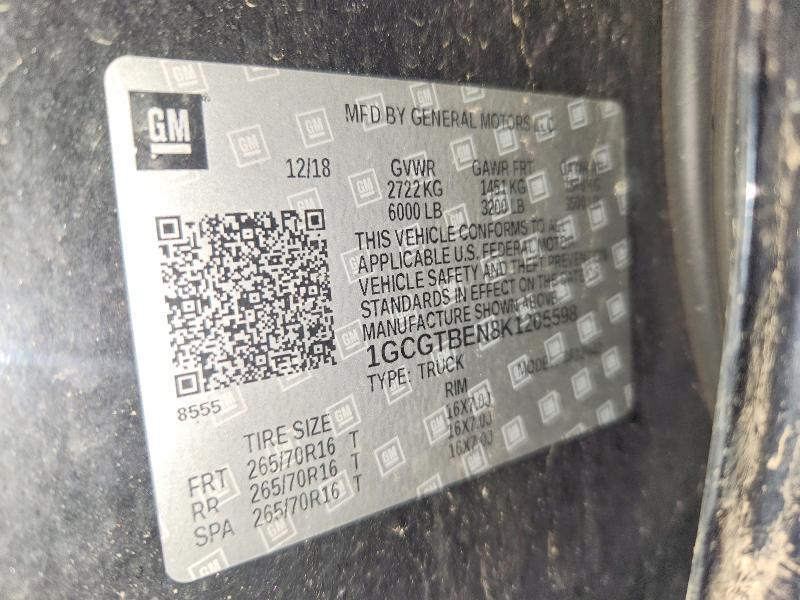 GM
MFD BY GENERAL MOTORS LLC
12/18
GVWR GAWR FRT GAWR
2722 KG 1451 KG
6000 LB 3200 LB
THIS VEHICLE CONFORMS TO ALL
APPLICABLE U.S. FEDERAL MOTOR
VEHICLE SAFETY AND THEFT PREVENTION
STANDARDS IN EFFECT ON THE DATE OF
MANUFACTURE SHOWN ABOVE.
1GCGTBEN8K1205598
TYPE: TRUCK MODEL:
8555
TIRE SIZE RIM
FRT 265/70R16 T 16X7.0J
RR 265/70R16 T 16X7.0J
SPA 265/70R16 T 16X7.0J